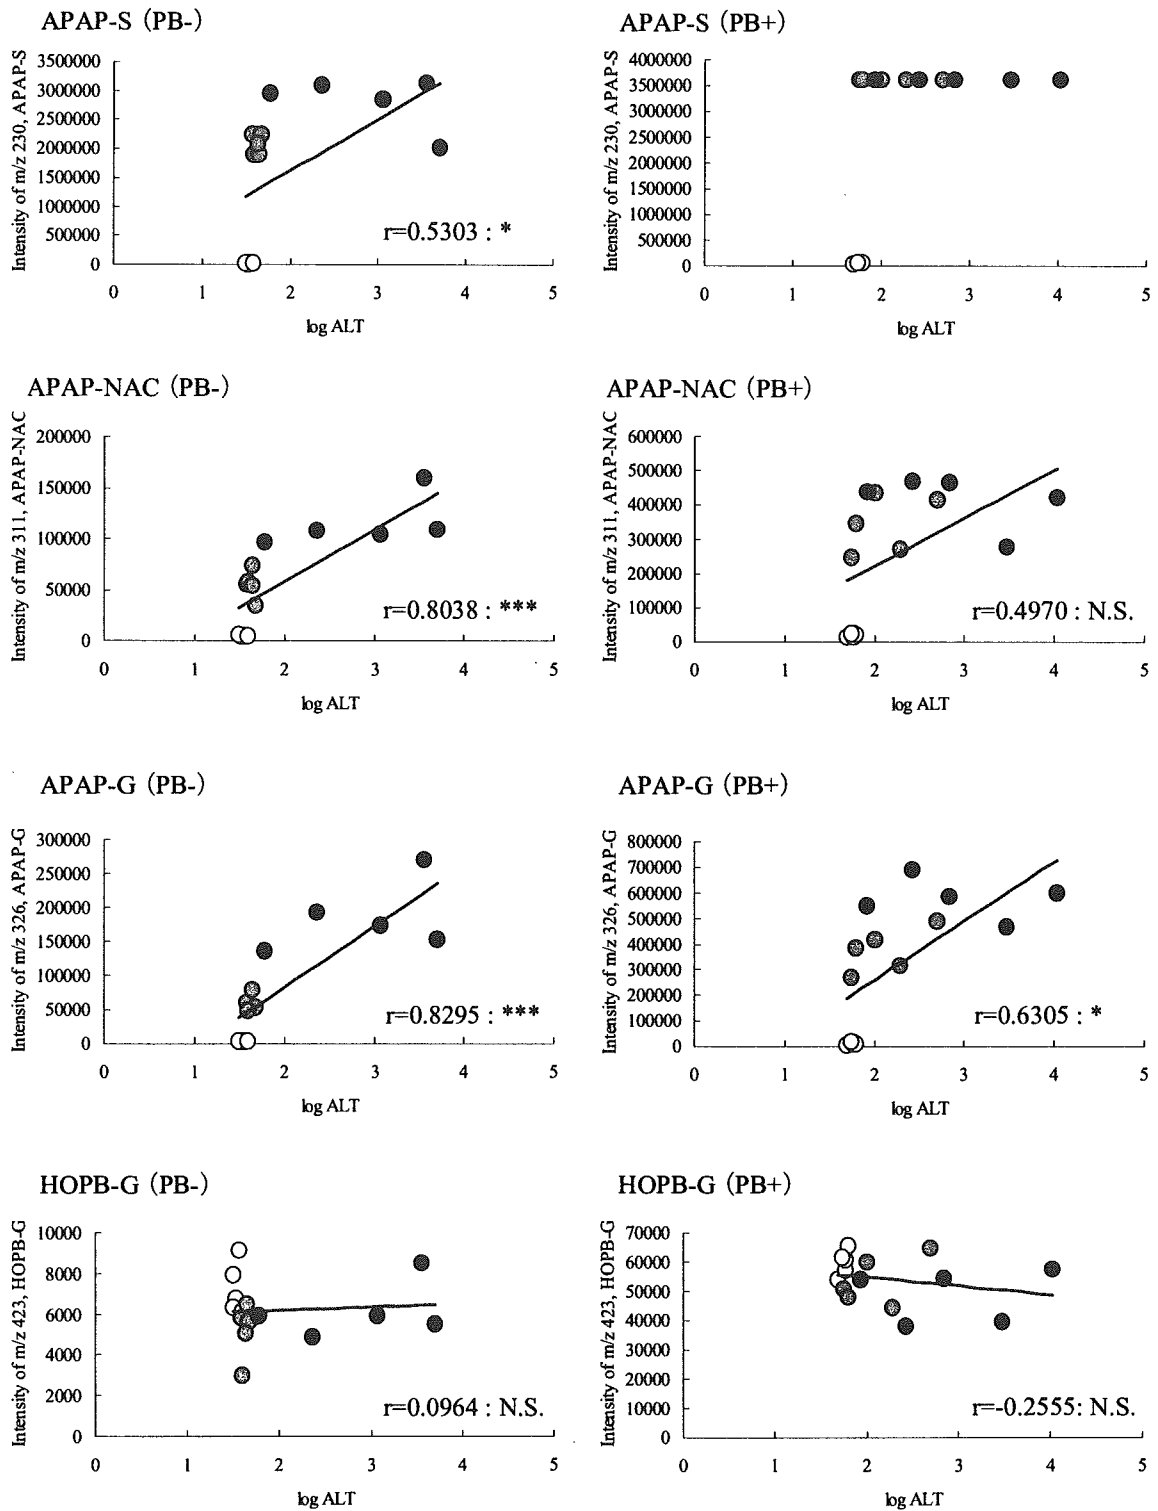 APAP-S (PB-)
Intensity of m/z 230, APAP-S
3500000
3000000
2500000
2000000
1500000
1000000
500000
0
0 1 2 3 4 5
r=0.5303 : *
log ALT
APAP-S (PB+)
Intensity of m/z 230, APAP-S
4000000
3500000
3000000
2500000
2000000
1500000
1000000
500000
0
0 1 2 3 4 5
log ALT
APAP-NAC (PB-)
Intensity of m/z 311, APAP-NAC
200000
150000
100000
50000
0
0 1 2 3 4 5
r=0.8038 : ***
log ALT
APAP-NAC (PB+)
Intensity of m/z 311, APAP-NAC
600000
500000
400000
300000
200000
100000
0
0 1 2 3 4 5
r=0.4970 : N.S.
log ALT
APAP-G (PB-)
Intensity of m/z 326, APAP-G
300000
250000
200000
150000
100000
50000
0
0 1 2 3 4 5
r=0.8295 : ***
log ALT
APAP-G (PB+)
Intensity of m/z 326, APAP-G
800000
700000
600000
500000
400000
300000
200000
100000
0
0 1 2 3 4 5
r=0.6305 : *
log ALT
HOPB-G (PB-)
Intensity of m/z 423, HOPB-G
10000
8000
6000
4000
2000
0
0 1 2 3 4 5
r=0.0964 : N.S.
log ALT
HOPB-G (PB+)
Intensity of m/z 423, HOPB-G
70000
60000
50000
40000
30000
20000
10000
0
0 1 2 3 4 5
r=-0.2555: N.S.
log ALT